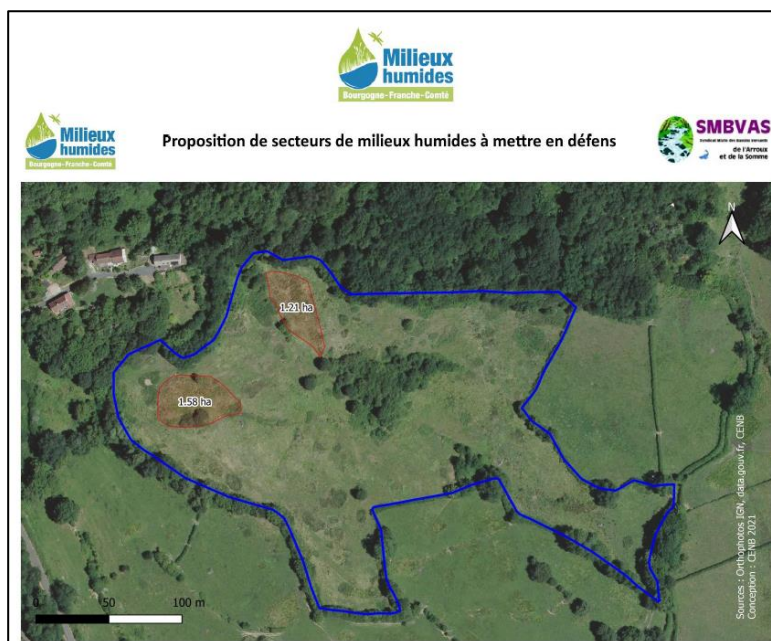 Milieux
humides
Bourgogne-Franche-Comté
Milieux
humides
Bourgogne-Franche-Comté
Proposition de secteurs de milieux humides à mettre en défens
SMBVAS
de l'Arroux
et de la Somme
N
1.21 ha
1.58 ha
0 50 100 m
Sources : Orthophotos IGN, data.gouv.fr, CENB
Conception : CENB 2021